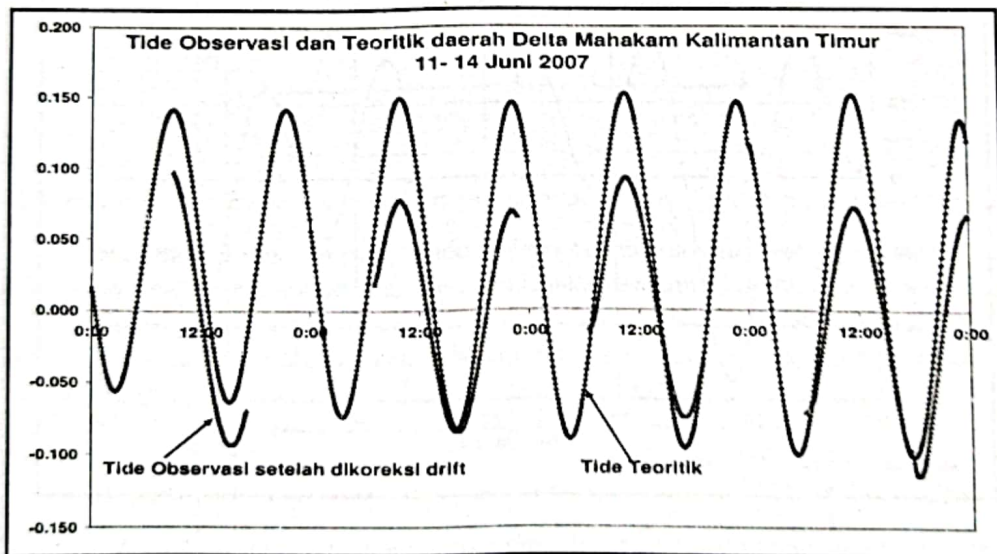 Tide Observasi dan Teoritik daerah Delta Mahakam Kalimantan Timur
11- 14 Juni 2007
0.200
0.150
0.100
0.050
0.000
-0.050
-0.100
-0.150
0:00 12:00 0:00 12:00 0:00 12:00 0:00 12:00 0:00
Tide Observasi setelah dikoreksi drift
Tide Teoritik